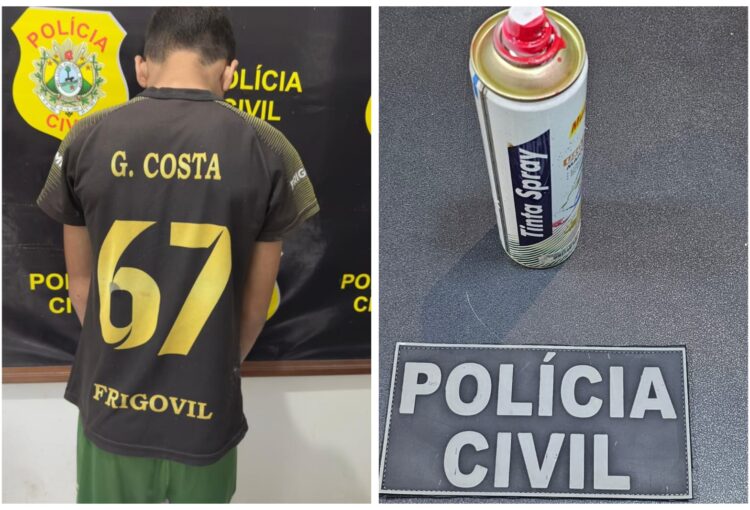 POLÍCIA
CIVIL
POLÍCIA
CIVIL
G. COSTA
67
FRIGOVIL
POLÍCIA
CIVIL
Tinta Spray
POLÍCIA
CIVIL